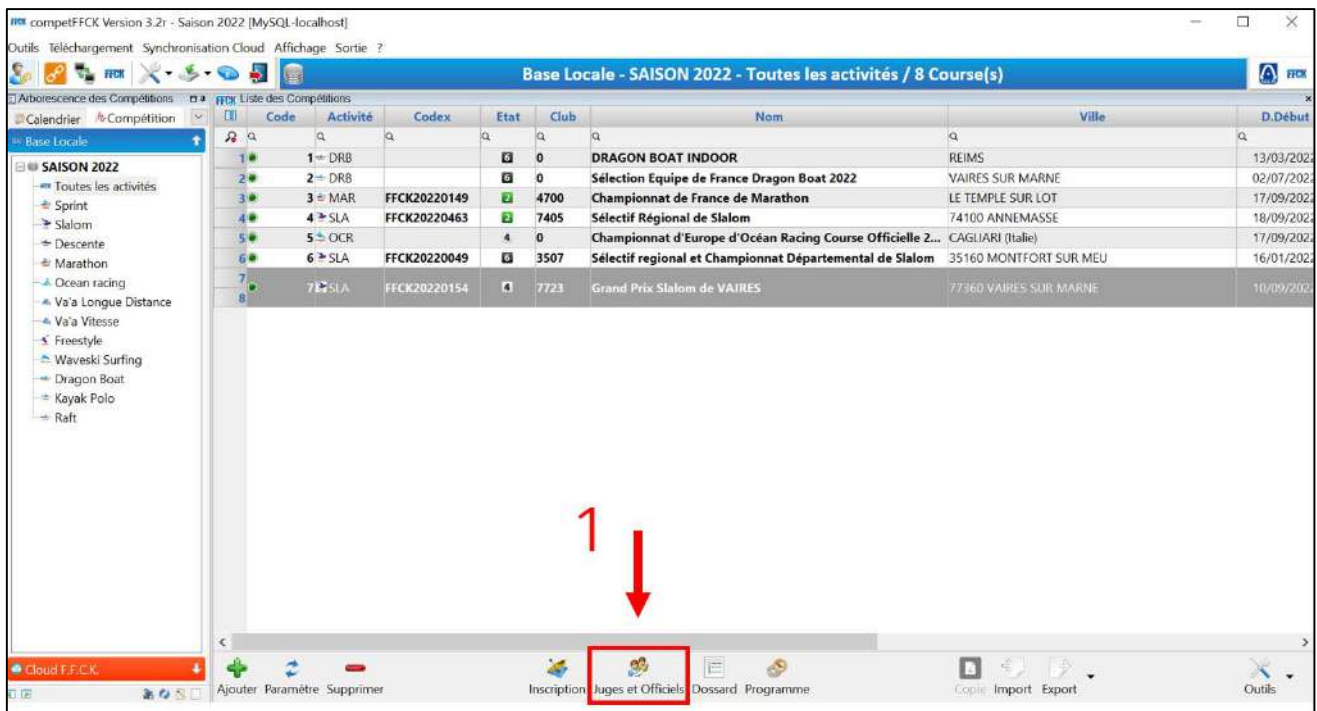 competFFCK Version 3.2r - Saison 2022 [MySQL-localhost]
Outils Téléchargement Synchronisation Cloud Affichage Sortie ?
FFCK Base Locale - SAISON 2022 - Toutes les activités / 8 Course(s) FFCK
Arborescence des Compétitions FFCK Liste des Compétitions
Calendrier Compétition
Code Activité Codex Etat Club Nom Ville D.Début
Base Locale
SAISON 2022
Toutes les activités
Sprint
Slalom
Descente
Marathon
Ocean racing
Va'a Longue Distance
Va'a Vitesse
Freestyle
Waveski Surfing
Dragon Boat
Kayak Polo
Raft
1 1 DRB 6 0 DRAGON BOAT INDOOR REIMS 13/03/2022
2 2 DRB 6 0 Sélection Equipe de France Dragon Boat 2022 VAIRES SUR MARNE 02/07/2022
3 3 MAR FFCK20220149 2 4700 Championnat de France de Marathon LE TEMPLE SUR LOT 17/09/2022
4 4 SLA FFCK20220463 2 7405 Sélectif Régional de Slalom 74100 ANNEMASSE 18/09/2022
5 5 OCR 4 0 Championnat d'Europe d'Océan Racing Course Officielle 2... CAGLIARI (Italie) 17/09/2022
6 6 SLA FFCK20220049 6 3507 Sélectif regional et Championnat Départemental de Slalom 35160 MONTFORT SUR MEU 16/01/2022
7
8 7 SLA FFCK20220154 4 7723 Grand Prix Slalom de VAIRES 77360 VAIRES SUR MARNE 10/09/202
1
Cloud F.F.C.K.
Ajouter Paramètre Supprimer Inscription Juges et Officiels Dossard Programme Copie Import Export Outils